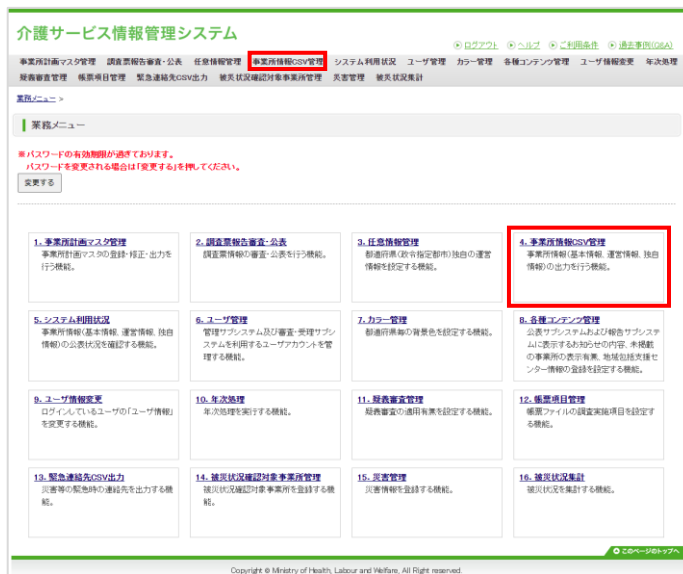 介護サービス情報管理システム
ログアウト ヘルプ ご利用条件 過去事例(Q&A)
事業所計画マスタ管理 調査票報告審査・公表 任意情報管理 事業所情報CSV管理 システム利用状況 ユーザ管理 カラー管理 各種コンテンツ管理 ユーザ情報変更 年次処理
疑義審査管理 帳票項目管理 緊急連絡先CSV出力 被災状況確認対象事業所管理 災害管理 被災状況集計
業務メニュー >
業務メニュー
※パスワードの有効期限が過ぎております。
パスワードを変更される場合は「変更する」を押してください。
変更する
1. 事業所計画マスタ管理
事業所計画マスタの登録・修正・出力を
行う機能。
2. 調査票報告審査・公表
調査票情報の審査・公表を行う機能。
3. 任意情報管理
都道府県(政令指定都市)独自の運営
情報を設定する機能。
4. 事業所情報CSV管理
事業所情報(基本情報、運営情報、独自
情報)の出力を行う機能。
5. システム利用状況
事業所情報(基本情報、運営情報、独自
情報)の公表状況を確認する機能。
6. ユーザ管理
管理サブシステム及び審査・受理サブシ
ステムを利用するユーザアカウントを管
理する機能。
7. カラー管理
都道府県毎の背景色を設定する機能。
8. 各種コンテンツ管理
公表サブシステムおよび報告サブシステ
ムに表示するお知らせの内容、未掲載
の事業所の表示有無、地域包括支援セ
ンター情報の登録を設定する機能。
9. ユーザ情報変更
ログインしているユーザの「ユーザ情報」
を変更する機能。
10. 年次処理
年次処理を実行する機能。
11. 疑義審査管理
疑義審査の適用有無を設定する機能。
12. 帳票項目管理
帳票ファイルの調査実施項目を設定す
る機能。
13. 緊急連絡先CSV出力
災害等の緊急時の連絡先を出力する機
能。
14. 被災状況確認対象事業所管理
被災状況確認対象事業所を登録する機
能。
15. 災害管理
災害情報を登録する機能。
16. 被災状況集計
被災状況を集計する機能。
このページのトップへ
Copyright © Ministry of Health, Labour and Welfare, All Right reserved.